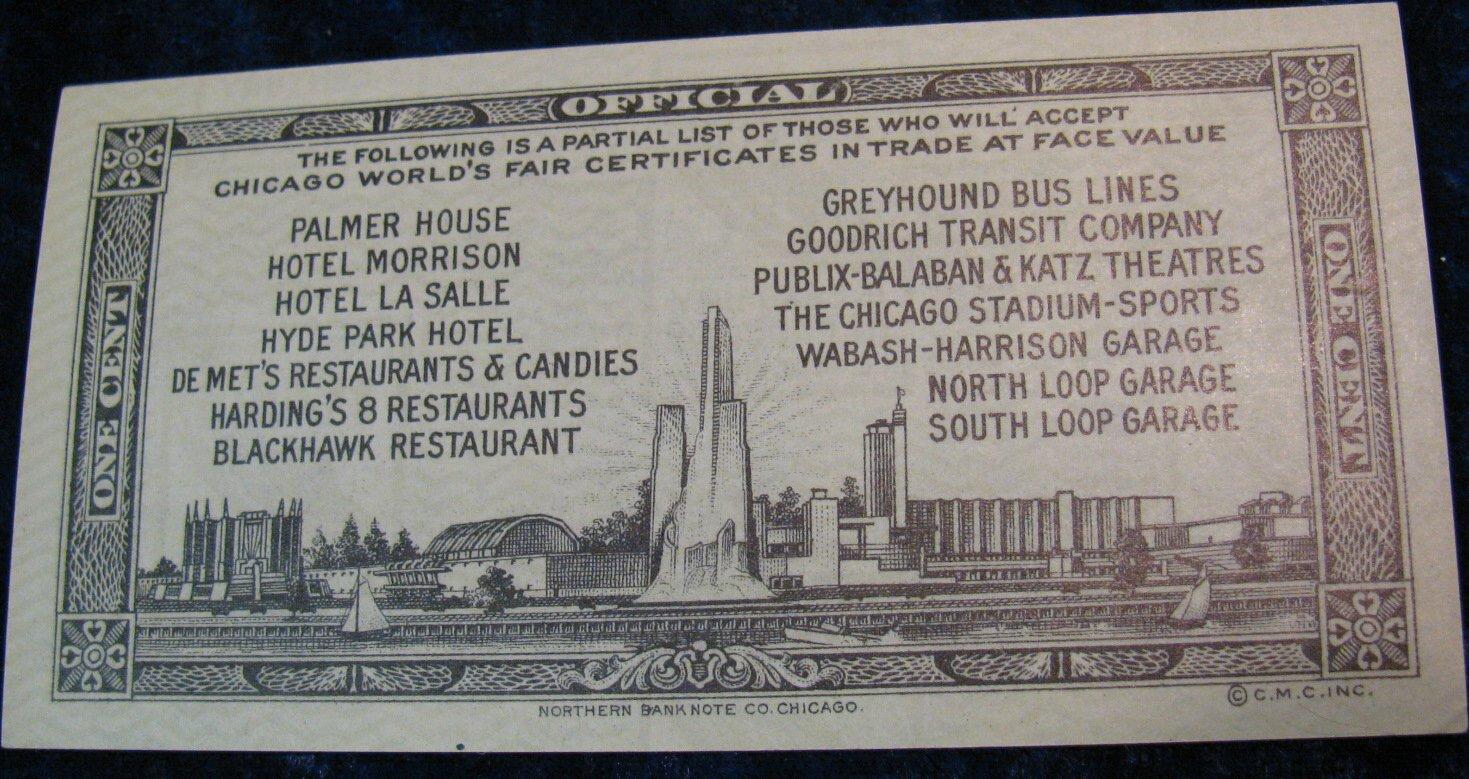 OFFICIAL
THE FOLLOWING IS A PARTIAL LIST OF THOSE WHO WILL ACCEPT
CHICAGO WORLD'S FAIR CERTIFICATES IN TRADE AT FACE VALUE
PALMER HOUSE
HOTEL MORRISON
HOTEL LA SALLE
HYDE PARK HOTEL
DE MET'S RESTAURANTS & CANDIES
HARDING'S 8 RESTAURANTS
BLACKHAWK RESTAURANT
GREYHOUND BUS LINES
GOODRICH TRANSIT COMPANY
PUBLIX-BALABAN & KATZ THEATRES
THE CHICAGO STADIUM-SPORTS
WABASH-HARRISON GARAGE
NORTH LOOP GARAGE
SOUTH LOOP GARAGE
ONE CENT
ONE CENT
NORTHERN BANK NOTE CO. CHICAGO.
© C.M.C. INC.